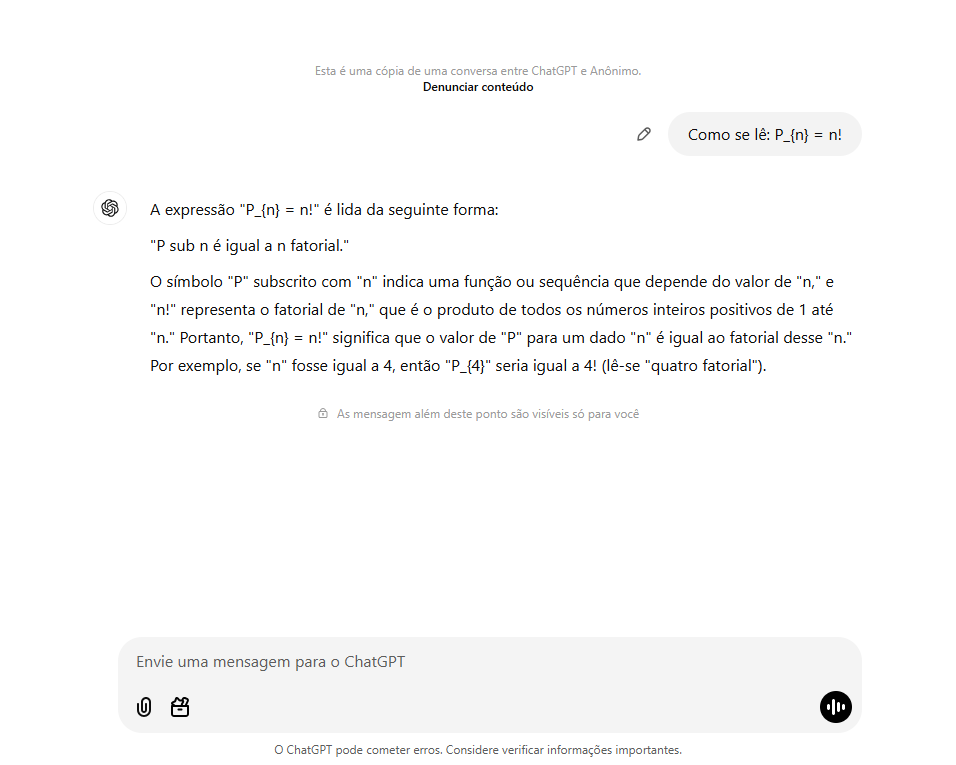 Esta é uma cópia de uma conversa entre ChatGPT e Anônimo.
Denunciar conteúdo
Como se lê: P_{n} = n!
A expressão "P_{n} = n!" é lida da seguinte forma:
"P sub n é igual a n fatorial."
O símbolo "P" subscrito com "n" indica uma função ou sequência que depende do valor de "n," e
"n!" representa o fatorial de "n," que é o produto de todos os números inteiros positivos de 1 até
"n." Portanto, "P_{n} = n!" significa que o valor de "P" para um dado "n" é igual ao fatorial desse "n."
Por exemplo, se "n" fosse igual a 4, então "P_{4}" seria igual a 4! (lê-se "quatro fatorial").
As mensagem além deste ponto são visíveis só para você
Envie uma mensagem para o ChatGPT
O ChatGPT pode cometer erros. Considere verificar informações importantes.